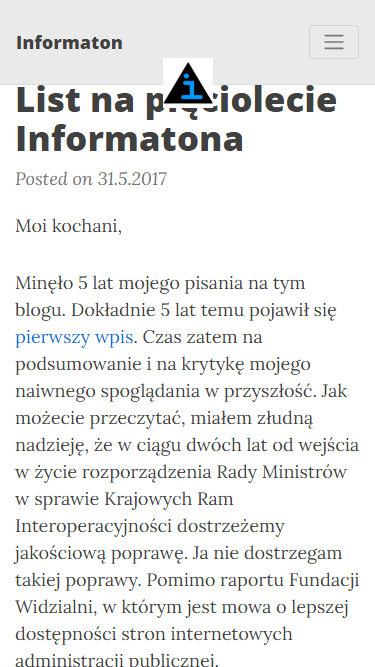 Informaton
i
List na pięciolecie
Informatona
Posted on 31.5.2017
Moi kochani,
Minęło 5 lat mojego pisania na tym
blogu. Dokładnie 5 lat temu pojawił się
pierwszy wpis. Czas zatem na
podsumowanie i na krytykę mojego
naiwnego spoglądania w przyszłość. Jak
możecie przeczytać, miałem złudną
nadzieję, że w ciągu dwóch lat od wejścia
w życie rozporządzenia Rady Ministrów
w sprawie Krajowych Ram
Interoperacyjności dostrzeżemy
jakościową poprawę. Ja nie dostrzegam
takiej poprawy. Pomimo raportu Fundacji
Widzialni, w którym jest mowa o lepszej
dostępności stron internetowych
administracji publicznej.